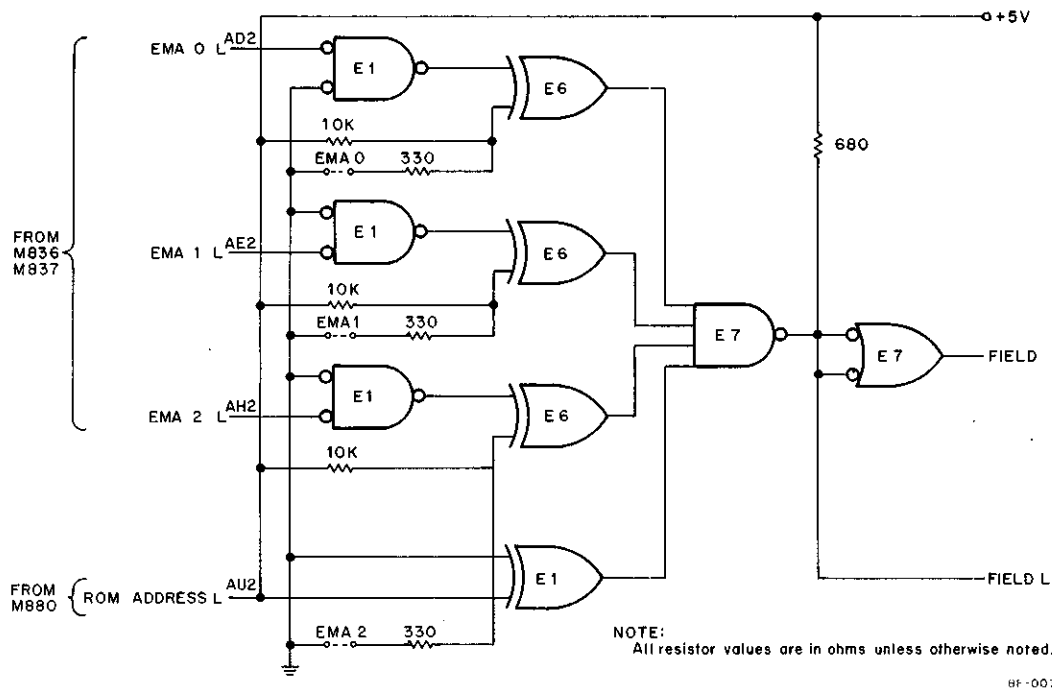 +5V
EMA 0 L AD2
E1
E6
10K
EMA 0 330
680
FROM
M836
M837
EMA 1 L AE2
E1
E6
10K
EMA 1 330
E7
E7
FIELD
EMA 2 L AH2
E1
E6
10K
FROM
M880
ROM ADDRESS L AU2
E1
FIELD L
EMA 2 330
NOTE:
All resistor values are in ohms unless otherwise noted.